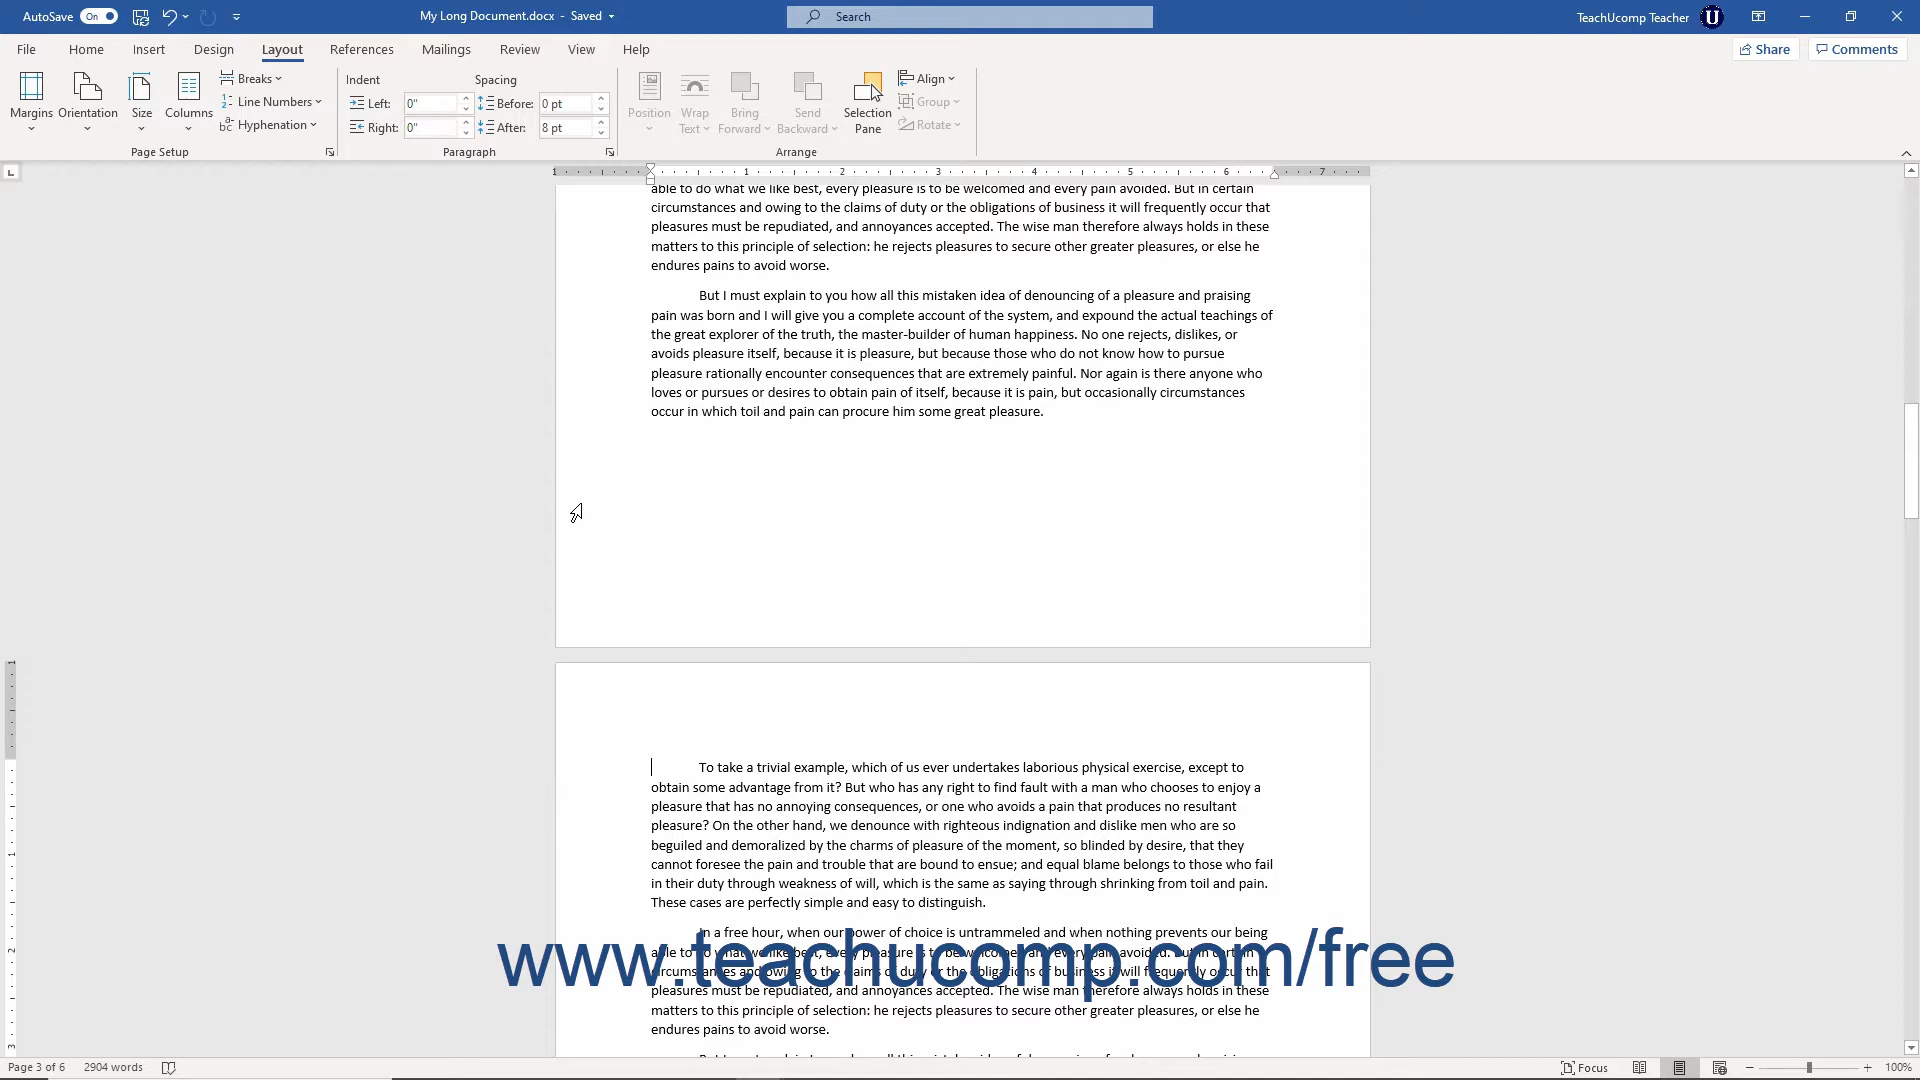 AutoSave On My Long Document.docx - Saved Search TeachUcomp Teacher U
File Home Insert Design Layout References Mailings Review View Help Share Comments
Margins Orientation Size Columns Breaks Line Numbers Hyphenation
Page Setup
Indent Spacing
Left: 0" Before: 0 pt
Right: 0" After: 8 pt
Paragraph
Position Wrap Text Bring Forward Send Backward Selection Pane Align Group Rotate
Arrange
1 1 2 3 4 5 6 7
able to do what we like best, every pleasure is to be welcomed and every pain avoided. But in certain
circumstances and owing to the claims of duty or the obligations of business it will frequently occur that
pleasures must be repudiated, and annoyances accepted. The wise man therefore always holds in these
matters to this principle of selection: he rejects pleasures to secure other greater pleasures, or else he
endures pains to avoid worse.
But I must explain to you how all this mistaken idea of denouncing of a pleasure and praising
pain was born and I will give you a complete account of the system, and expound the actual teachings of
the great explorer of the truth, the master-builder of human happiness. No one rejects, dislikes, or
avoids pleasure itself, because it is pleasure, but because those who do not know how to pursue
pleasure rationally encounter consequences that are extremely painful. Nor again is there anyone who
loves or pursues or desires to obtain pain of itself, because it is pain, but occasionally circumstances
occur in which toil and pain can procure him some great pleasure.
To take a trivial example, which of us ever undertakes laborious physical exercise, except to
obtain some advantage from it? But who has any right to find fault with a man who chooses to enjoy a
pleasure that has no annoying consequences, or one who avoids a pain that produces no resultant
pleasure? On the other hand, we denounce with righteous indignation and dislike men who are so
beguiled and demoralized by the charms of pleasure of the moment, so blinded by desire, that they
cannot foresee the pain and trouble that are bound to ensue; and equal blame belongs to those who fail
in their duty through weakness of will, which is the same as saying through shrinking from toil and pain.
These cases are perfectly simple and easy to distinguish.
In a free hour, when our power of choice is untrammeled and when nothing prevents our being
able to do what we like best, every pleasure is to be welcomed and every pain avoided. But in certain
circumstances and owing to the claims of duty or the obligations of business it will frequently occur that
pleasures must be repudiated, and annoyances accepted. The wise man therefore always holds in these
matters to this principle of selection: he rejects pleasures to secure other greater pleasures, or else he
endures pains to avoid worse.
www.teachucomp.com/free
Page 3 of 6 2904 words Focus 100%